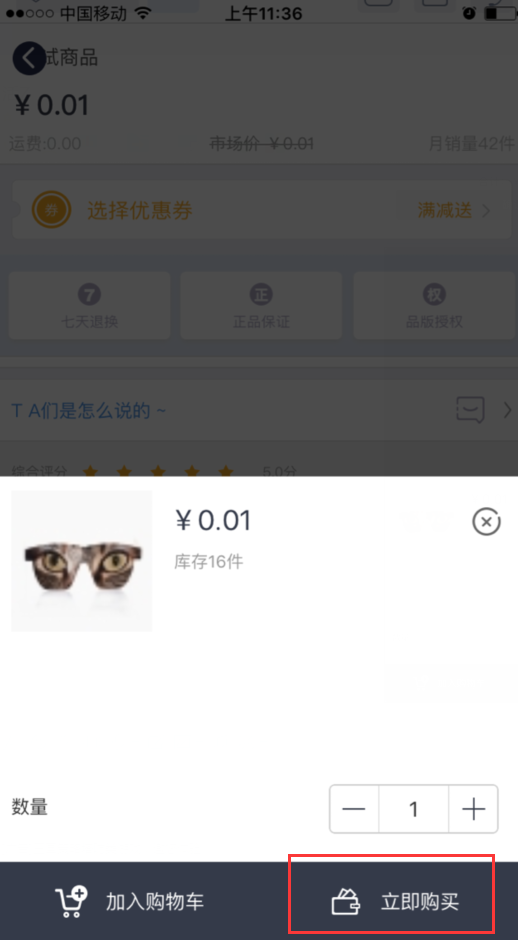 中国移动 上午11:36
试商品
¥0.01
运费:0.00 市场价 ¥0.01 月销量42件
券 选择优惠券 满减送
7 正 权
七天退换 正品保证 品版授权
T A们是怎么说的 ~
综合评分 5.0分
¥0.01
库存16件
数量 1
加入购物车 立即购买